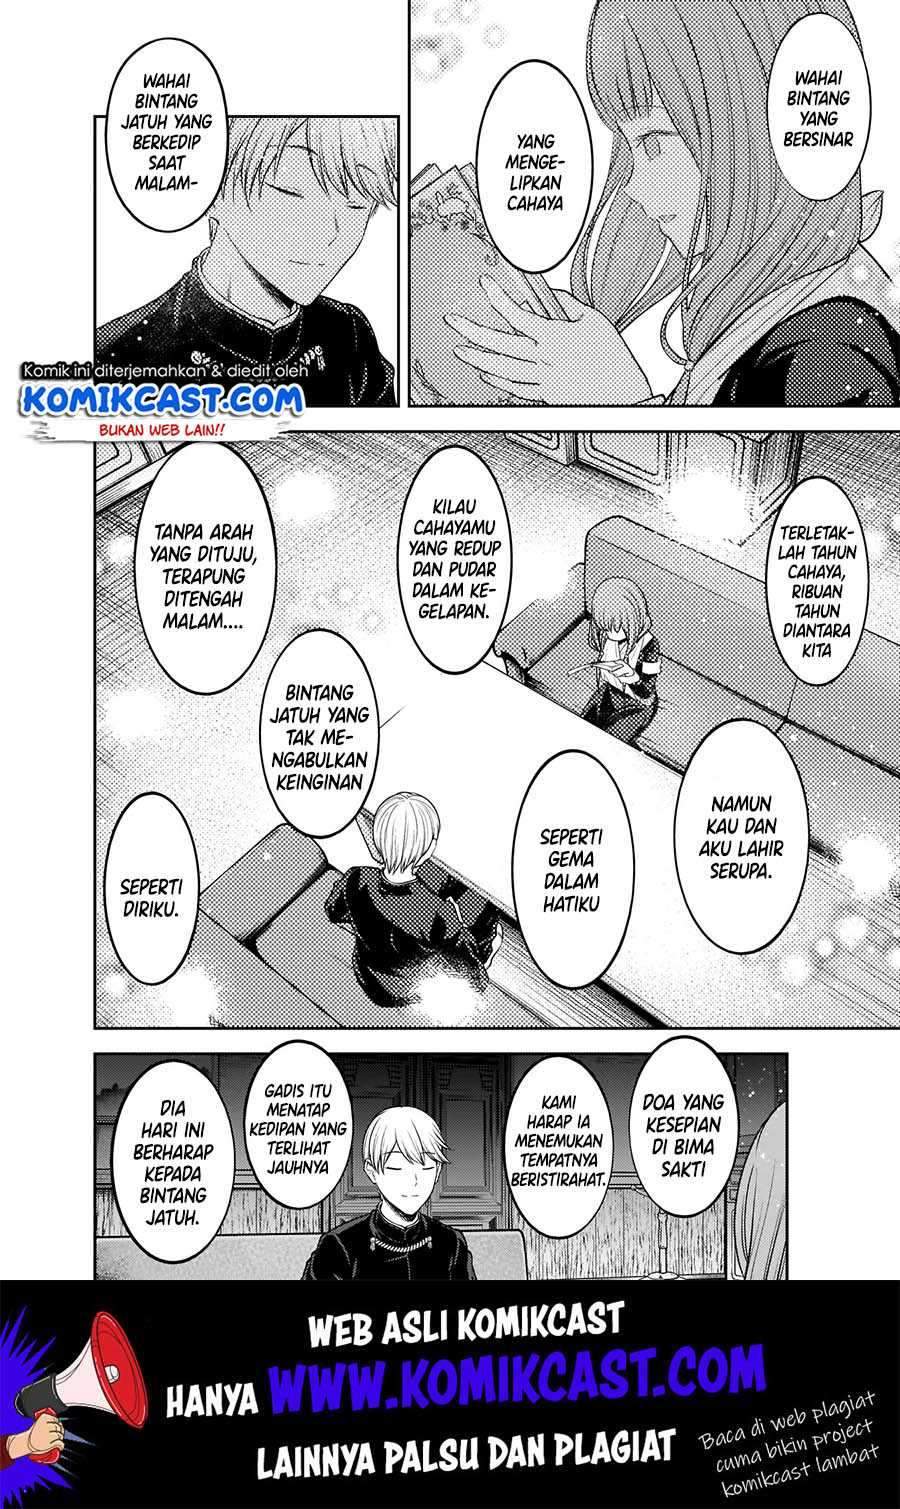 WAHAI
BINTANG
YANG
BERSINAR
YANG
MENGE-
LIPKAN
CAHAYA
WAHAI
BINTANG
JATUH YANG
BERKEDIP
SAAT
MALAM-
Komik ini diterjemahkan & diedit oleh
KOMIKCAST.COM
BUKAN WEB LAIN!!
TERLETAK-
LAH TAHUN
CAHAYA,
RIBUAN
TAHUN
DIANTARA
KITA
NAMUN
KAU DAN
AKU LAHIR
SERUPA.
KILAU
CAHAYAMU
YANG REDUP
DAN PUDAR
DALAM KE-
GELAPAN.
SEPERTI
GEMA
DALAM
HATIKU
TANPA ARAH
YANG DITUJU,
TERAPUNG
DITENGAH
MALAM....
BINTANG
JATUH YANG
TAK ME-
NGABULKAN
KEINGINAN
SEPERTI
DIRIKU.
DOA YANG
KESEPIAN
DI BIMA
SAKTI
KAMI
HARAP IA
MENEMUKAN
TEMPATNYA
BERISTIRAHAT.
GADIS ITU
MENATAP
KEDIPAN YANG
TERLIHAT
JAUHNYA
DIA
HARI INI
BERHARAP
KEPADA
BINTANG
JATUH.
WEB ASLI KOMIKCAST
HANYA WWW.KOMIKCAST.COM
LAINNYA PALSU DAN PLAGIAT
Baca di web plagiat
cuma bikin project
komikcast lambat